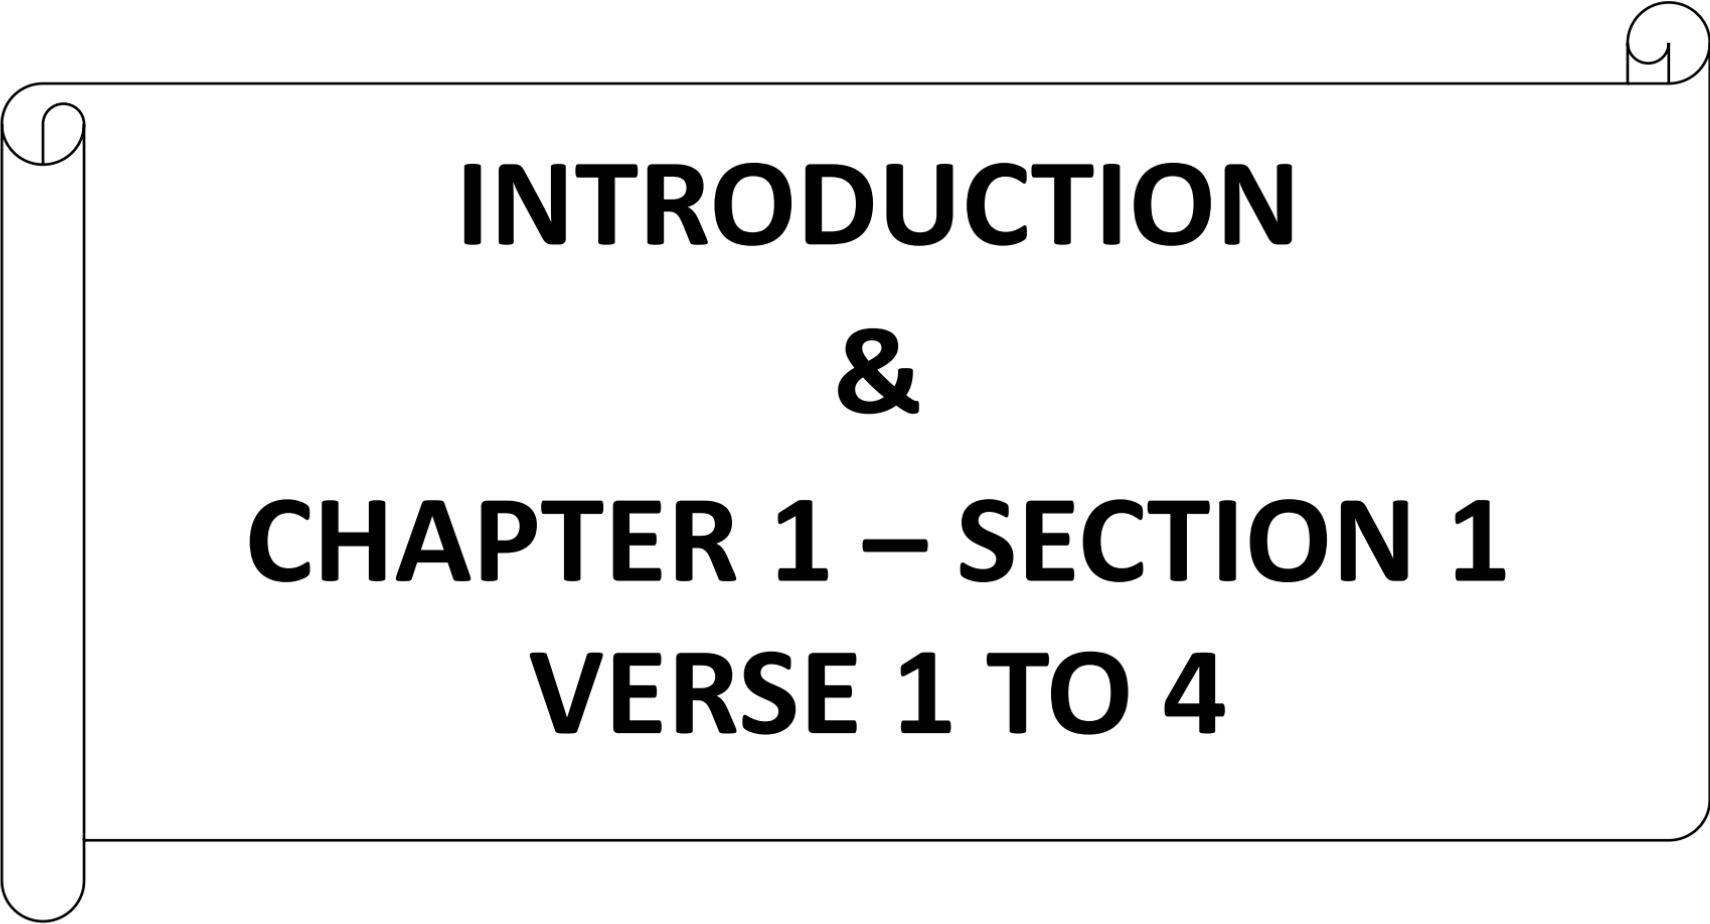 INTRODUCTION
&
CHAPTER 1 – SECTION 1
VERSE 1 TO 4